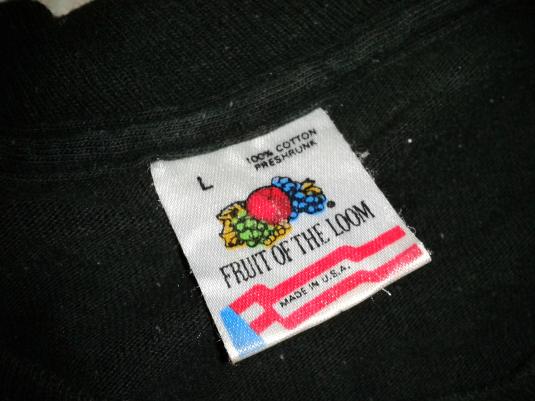 L
100% COTTON
PRESHRUNK
®
FRUIT OF THE LOOM
MADE IN U.S.A.